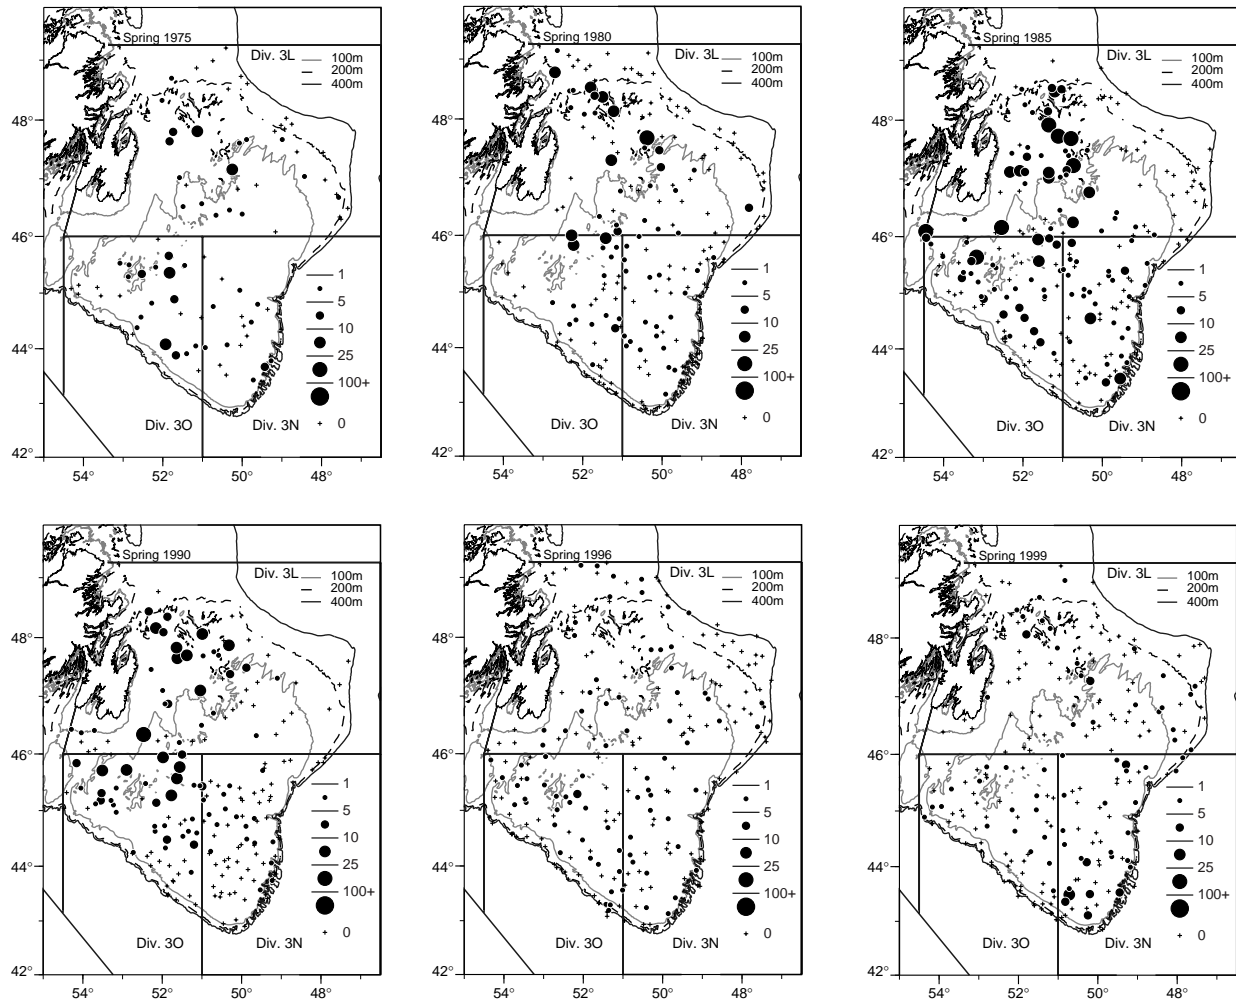 Spring 1975
Div. 3L
100m
200m
400m
48°
46°
44°
42°
1
5
10
25
100+
0
Div. 3O
Div. 3N
54°
52°
50°
48°
Spring 1980
Div. 3L
100m
200m
400m
48°
46°
44°
42°
1
5
10
25
100+
0
Div. 3O
Div. 3N
54°
52°
50°
48°
Spring 1985
Div. 3L
100m
200m
400m
48°
46°
44°
42°
1
5
10
25
100+
0
Div. 3O
Div. 3N
54°
52°
50°
48°
Spring 1990
Div. 3L
100m
200m
400m
48°
46°
44°
42°
1
5
10
25
100+
0
Div. 3O
Div. 3N
54°
52°
50°
48°
Spring 1996
Div. 3L
100m
200m
400m
48°
46°
44°
42°
1
5
10
25
100+
0
Div. 3O
Div. 3N
54°
52°
50°
48°
Spring 1999
Div. 3L
100m
200m
400m
48°
46°
44°
42°
1
5
10
25
100+
0
Div. 3O
Div. 3N
54°
52°
50°
48°